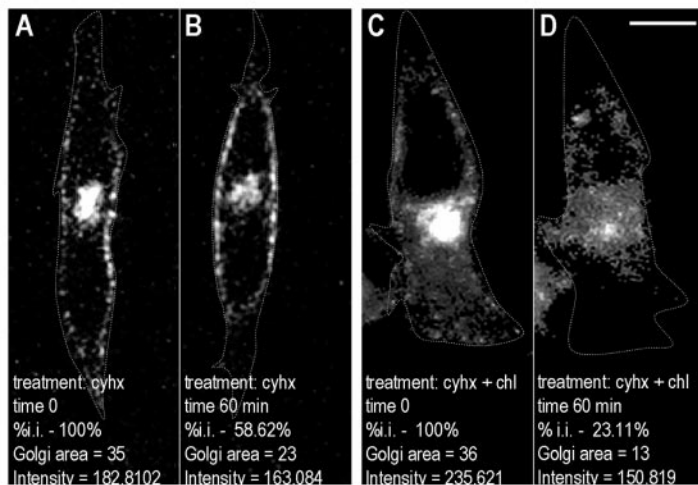 A
B
C
D
treatment: cyhx
time 0
%i.i. - 100%
Golgi area = 35
Intensity = 182.8102
treatment: cyhx
time 60 min
%i.i. - 58.62%
Golgi area = 23
Intensity = 163.084
treatment: cyhx + chl
time 0
%i.i. - 100%
Golgi area = 36
Intensity = 235.621
treatment: cyhx + chl
time 60 min
% i.i. - 23.11%
Golgi area = 13
Intensity = 150.819